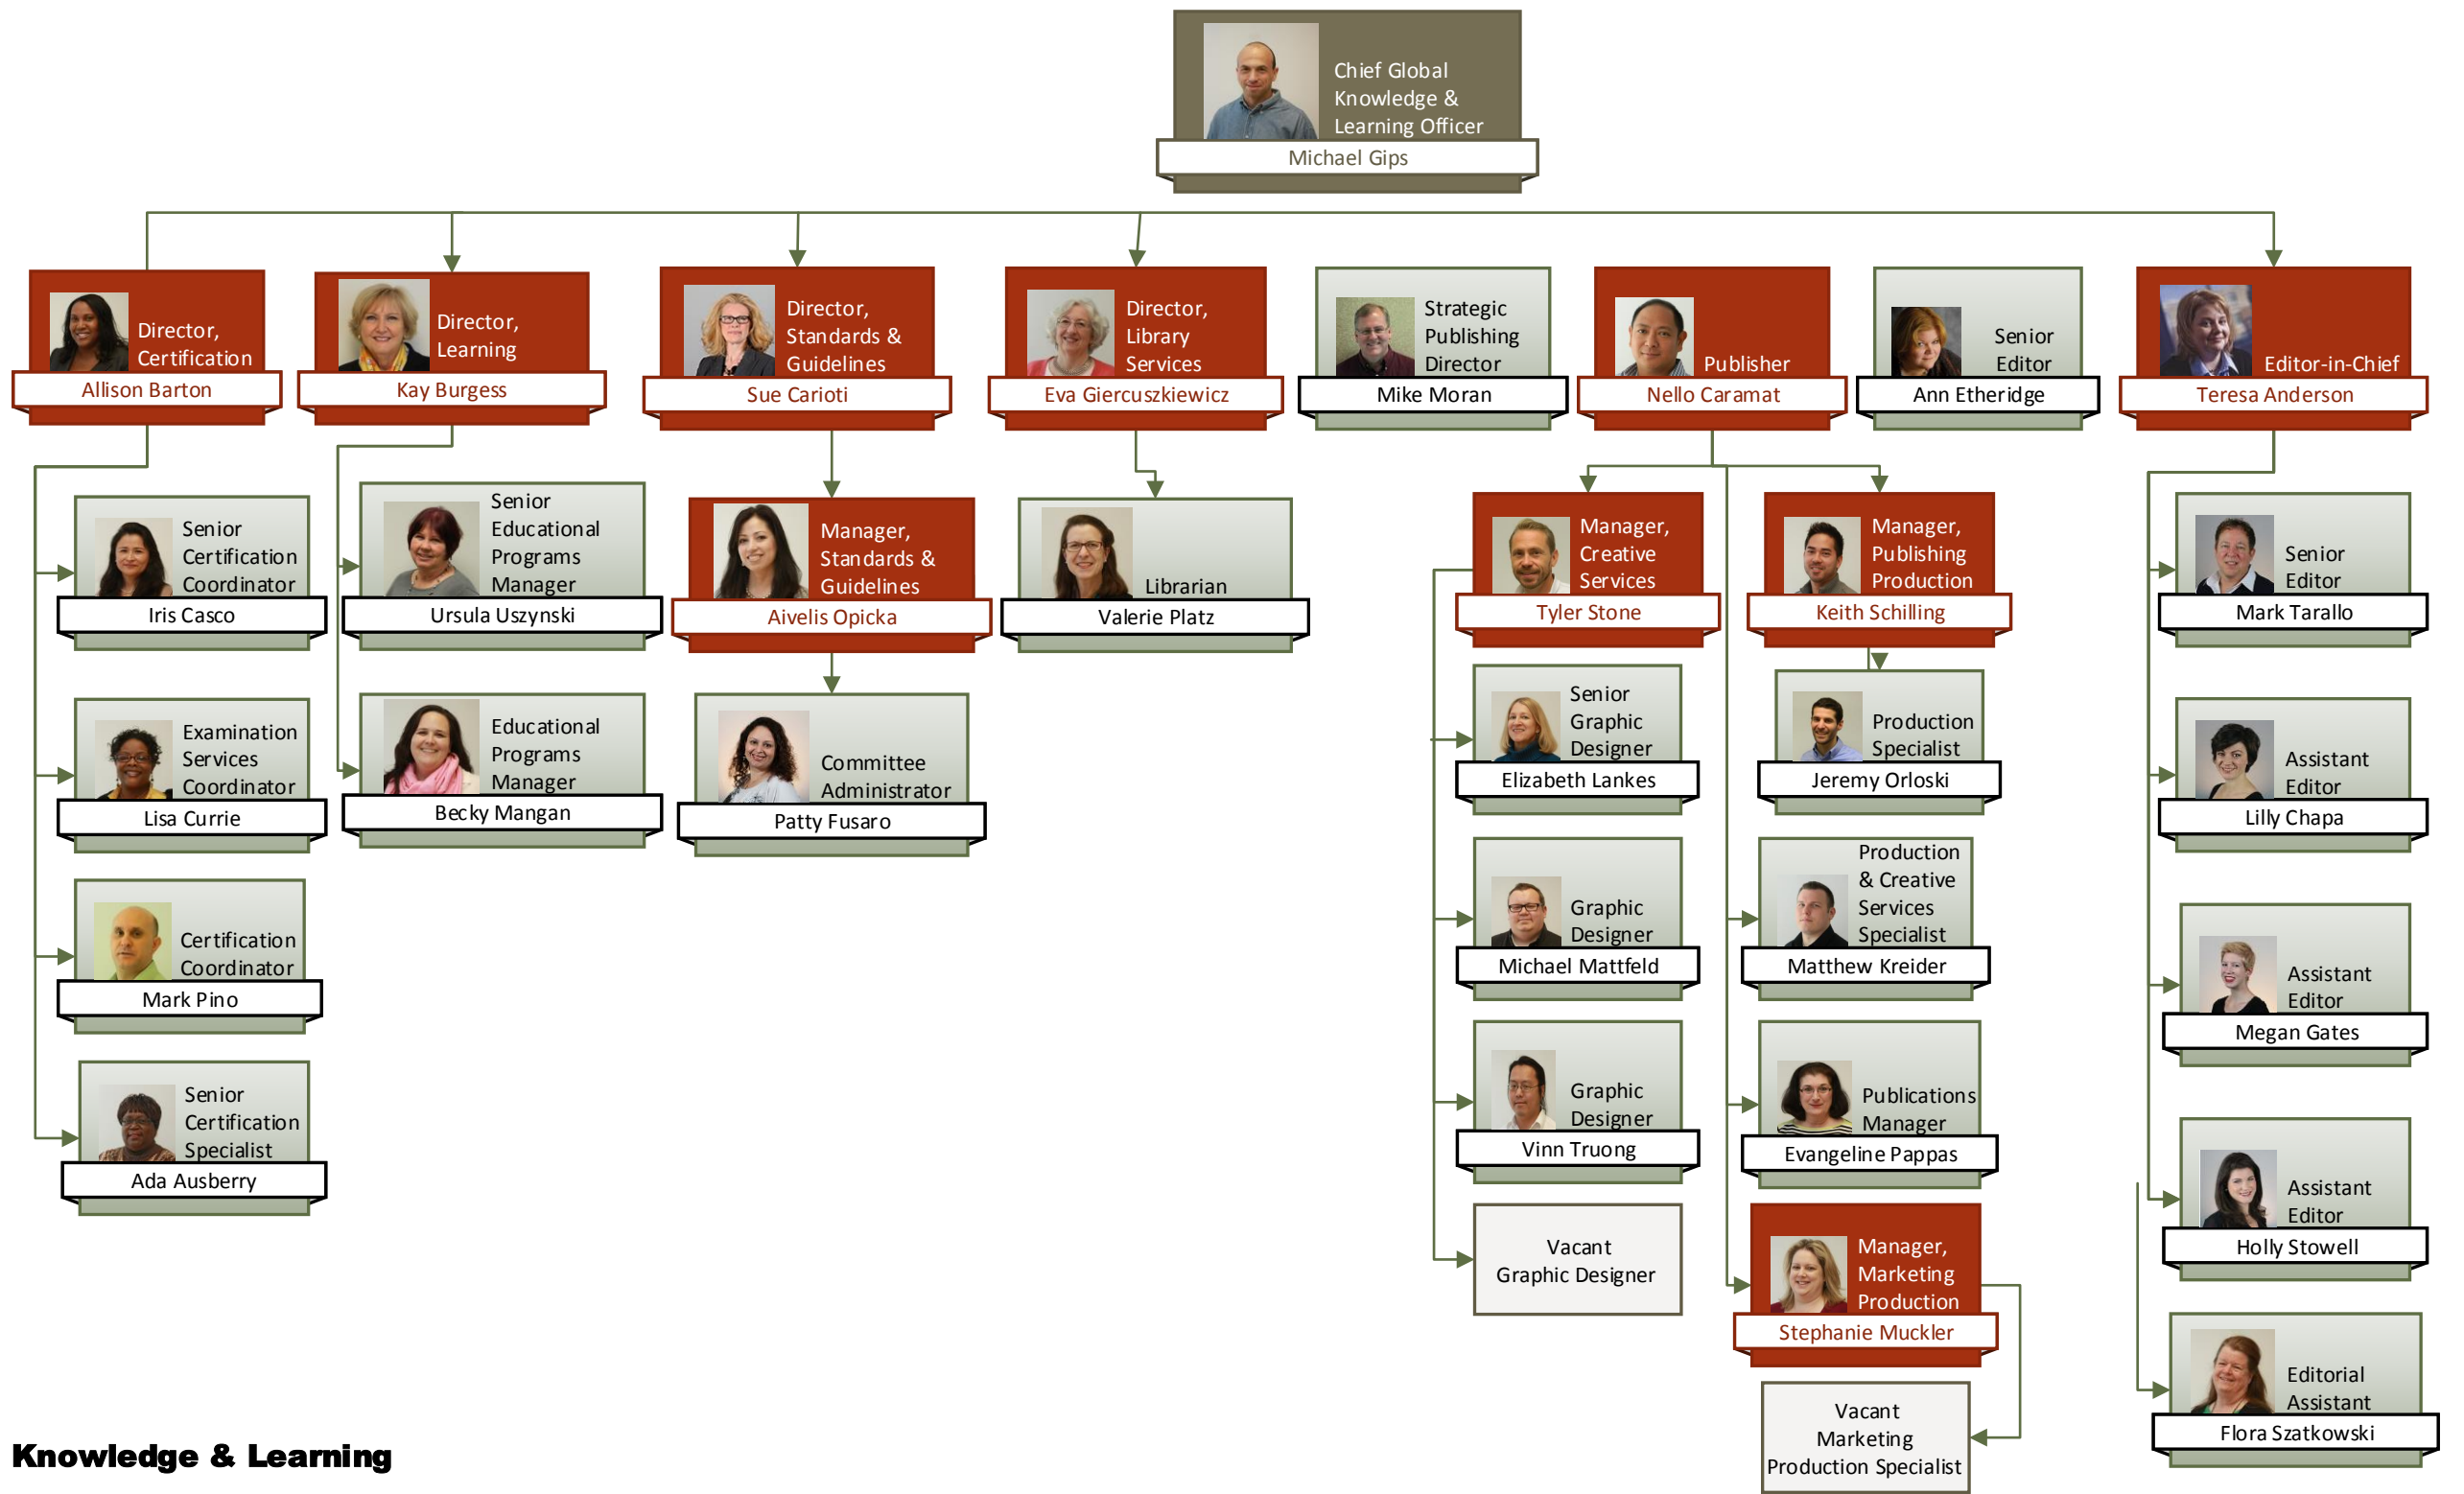 Chief Global
Knowledge &
Learning Officer
Michael Gips
Director,
Certification
Allison Barton
Director,
Learning
Kay Burgess
Director,
Standards &
Guidelines
Sue Carioti
Director,
Library
Services
Eva Giercuszkiewicz
Strategic
Publishing
Director
Mike Moran
Publisher
Nello Caramat
Senior
Editor
Ann Etheridge
Editor-in-Chief
Teresa Anderson
Senior
Certification
Coordinator
Iris Casco
Senior
Educational
Programs
Manager
Ursula Uszynski
Manager,
Standards &
Guidelines
Aivelis Opicka
Librarian
Valerie Platz
Manager,
Creative
Services
Tyler Stone
Manager,
Publishing
Production
Keith Schilling
Senior
Editor
Mark Tarallo
Examination
Services
Coordinator
Lisa Currie
Educational
Programs
Manager
Becky Mangan
Committee
Administrator
Patty Fusaro
Senior
Graphic
Designer
Elizabeth Lankes
Production
Specialist
Jeremy Orloski
Assistant
Editor
Lilly Chapa
Certification
Coordinator
Mark Pino
Graphic
Designer
Michael Mattfeld
Production
& Creative
Services
Specialist
Matthew Kreider
Assistant
Editor
Megan Gates
Senior
Certification
Specialist
Ada Ausberry
Graphic
Designer
Vinn Truong
Publications
Manager
Evangeline Pappas
Assistant
Editor
Holly Stowell
Vacant
Graphic Designer
Manager,
Marketing
Production
Stephanie Muckler
Editorial
Assistant
Flora Szatkowski
Vacant
Marketing
Production Specialist
Knowledge & Learning